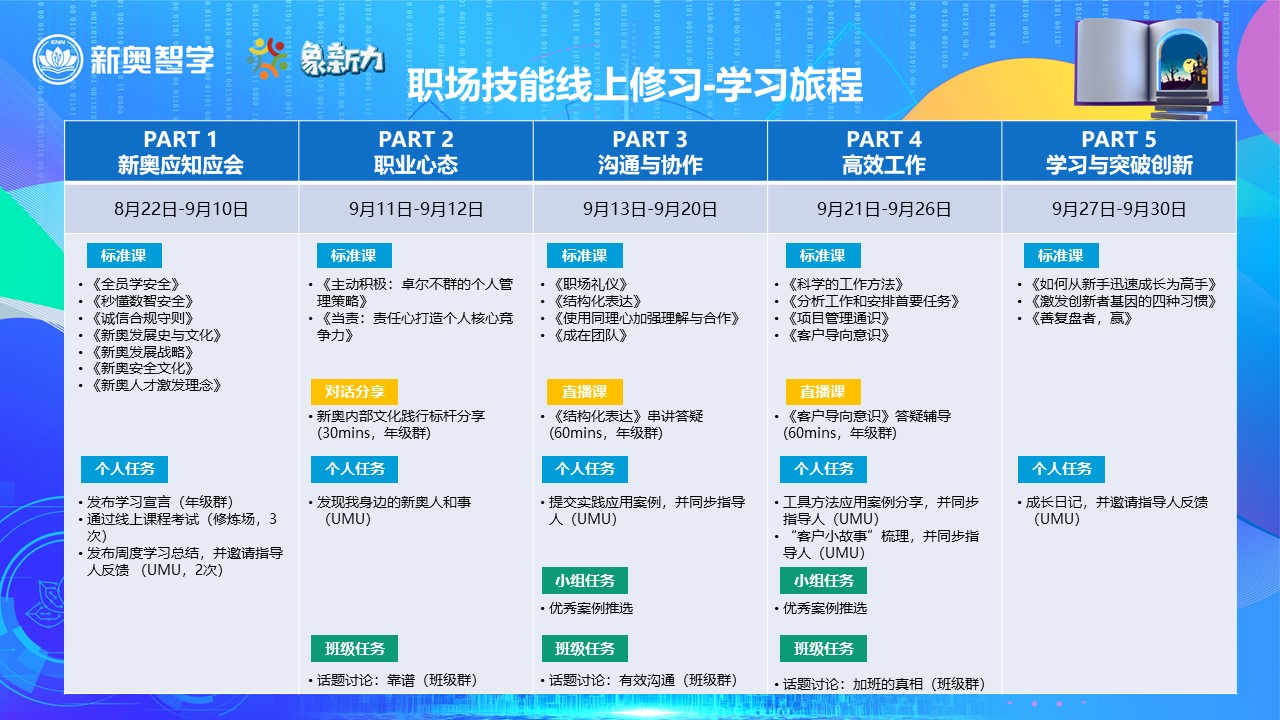 ENN
新奥智学
象新力
职场技能线上修习-学习旅程
PART 1
新奥应知应会
PART 2
职业心态
PART 3
沟通与协作
PART 4
高效工作
PART 5
学习与突破创新
8月22日-9月10日
9月11日-9月12日
9月13日-9月20日
9月21日-9月26日
9月27日-9月30日
标准课
•《全员学安全》
•《秒懂数智安全》
•《诚信合规守则》
•《新奥发展史与文化》
•《新奥发展战略》
•《新奥安全文化》
•《新奥人才激发理念》
个人任务
• 发布学习宣言（年级群）
• 通过线上课程考试（修炼场，3
次）
• 发布周度学习总结，并邀请指导
人反馈 （UMU，2次）
标准课
•《主动积极：卓尔不群的个人管
理策略》
•《当责：责任心打造个人核心竞
争力》
对话分享
• 新奥内部文化践行标杆分享
(30mins，年级群)
个人任务
• 发现我身边的新奥人和事
（UMU）
班级任务
• 话题讨论：靠谱（班级群）
标准课
•《职场礼仪》
•《结构化表达》
•《使用同理心加强理解与合作》
•《成在团队》
直播课
•《结构化表达》串讲答疑
(60mins，年级群)
个人任务
• 提交实践应用案例，并同步指导
人（UMU）
小组任务
• 优秀案例推选
班级任务
• 话题讨论：有效沟通（班级群）
标准课
•《科学的工作方法》
•《分析工作和安排首要任务》
•《项目管理通识》
•《客户导向意识》
直播课
•《客户导向意识》答疑辅导
(60mins，年级群)
个人任务
• 工具方法应用案例分享，并同步
指导人（UMU）
• “客户小故事”梳理，并同步指
导人（UMU）
小组任务
• 优秀案例推选
班级任务
• 话题讨论：加班的真相（班级群）
标准课
•《如何从新手迅速成长为高手》
•《激发创新者基因的四种习惯》
•《善复盘者，赢》
个人任务
• 成长日记，并邀请指导人反馈
（UMU）